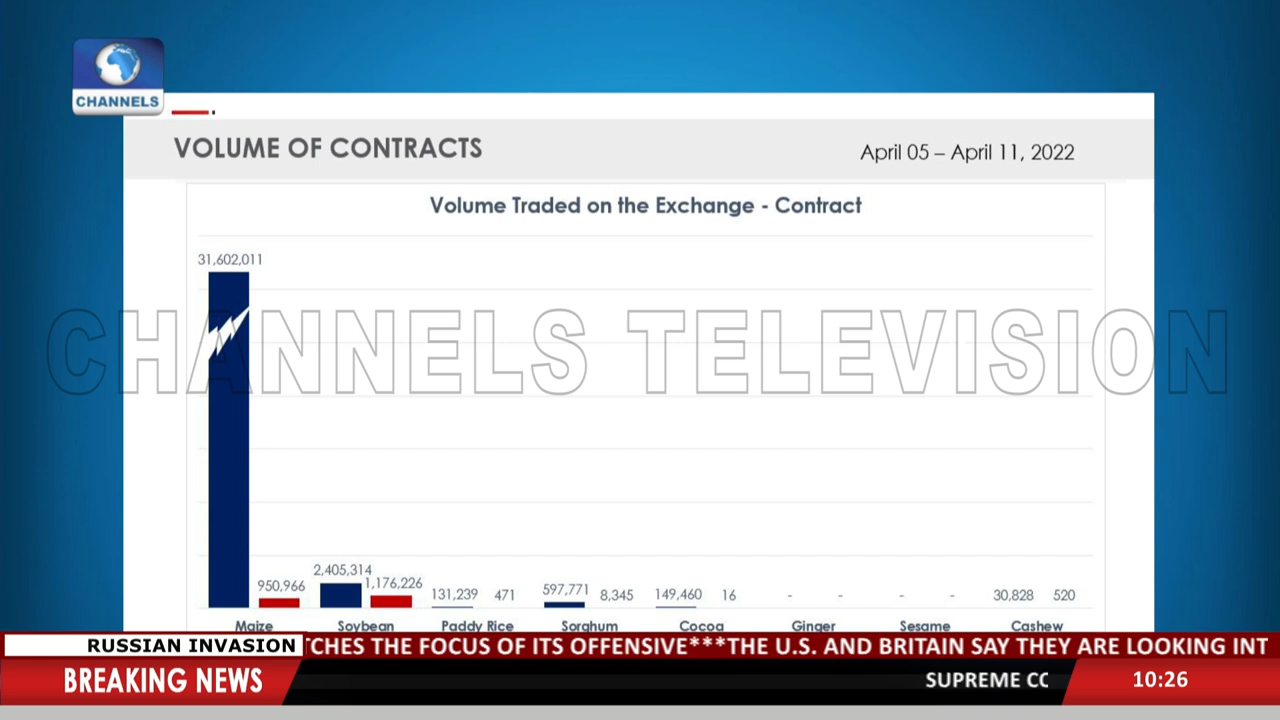 CHANNELS
VOLUME OF CONTRACTS
April 05 – April 11, 2022
Volume Traded on the Exchange - Contract
31,602,011
950,966
2,405,314
1,176,226
131,239
471
597,771
8,345
149,460
16
-
-
-
-
30,828
520
CHANNELS TELEVISION
Maize
Soybean
Paddy Rice
Sorghum
Cocoa
Ginger
Sesame
Cashew
RUSSIAN INVASION
TCHES THE FOCUS OF ITS OFFENSIVE***THE U.S. AND BRITAIN SAY THEY ARE LOOKING INT
BREAKING NEWS
SUPREME CC
10:26